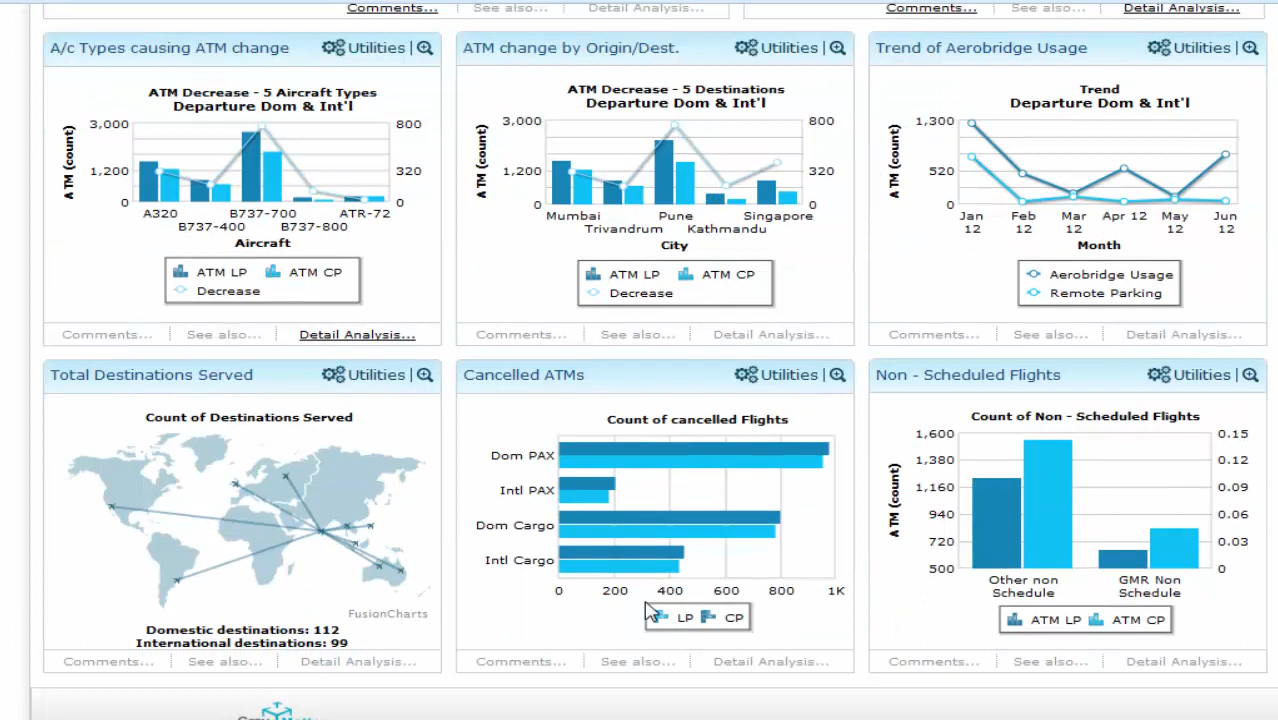 Comments... See also... Detail Analysis...
Comments... See also... Detail Analysis...
A/c Types causing ATM change Utilities |
ATM Decrease - 5 Aircraft Types
Departure Dom & Int'l
ATM (count)
3,000 800
1,200 320
0 0
A320 B737-700 ATR-72
B737-400 B737-800
Aircraft
ATM LP ATM CP
Decrease
Comments... See also... Detail Analysis...
ATM change by Origin/Dest. Utilities |
ATM Decrease - 5 Destinations
Departure Dom & Int'l
ATM (count)
3,000 800
1,200 320
0 0
Mumbai Pune Singapore
Trivandrum Kathmandu
City
ATM LP ATM CP
Decrease
Comments... See also... Detail Analysis...
Trend of Aerobridge Usage Utilities |
Trend
Departure Dom & Int'l
ATM (count)
1,300
520
0
Jan Feb Mar Apr 12 May Jun
12 12 12 12 12
Month
Aerobridge Usage
Remote Parking
Comments... See also... Detail Analysis...
Total Destinations Served Utilities |
Count of Destinations Served
FusionCharts
Domestic destinations: 112
International destinations: 99
Comments... See also... Detail Analysis...
Cancelled ATMs Utilities |
Count of cancelled Flights
Dom PAX
Intl PAX
Dom Cargo
Intl Cargo
0 200 400 600 800 1K
LP CP
Comments... See also... Detail Analysis...
Non - Scheduled Flights Utilities |
Count of Non - Scheduled Flights
ATM (count)
1,600 0.15
1,380 0.12
1,160 0.09
940 0.06
720 0.03
500 0
Other non GMR Non
Schedule Schedule
ATM LP ATM CP
Comments... See also... Detail Analysis...